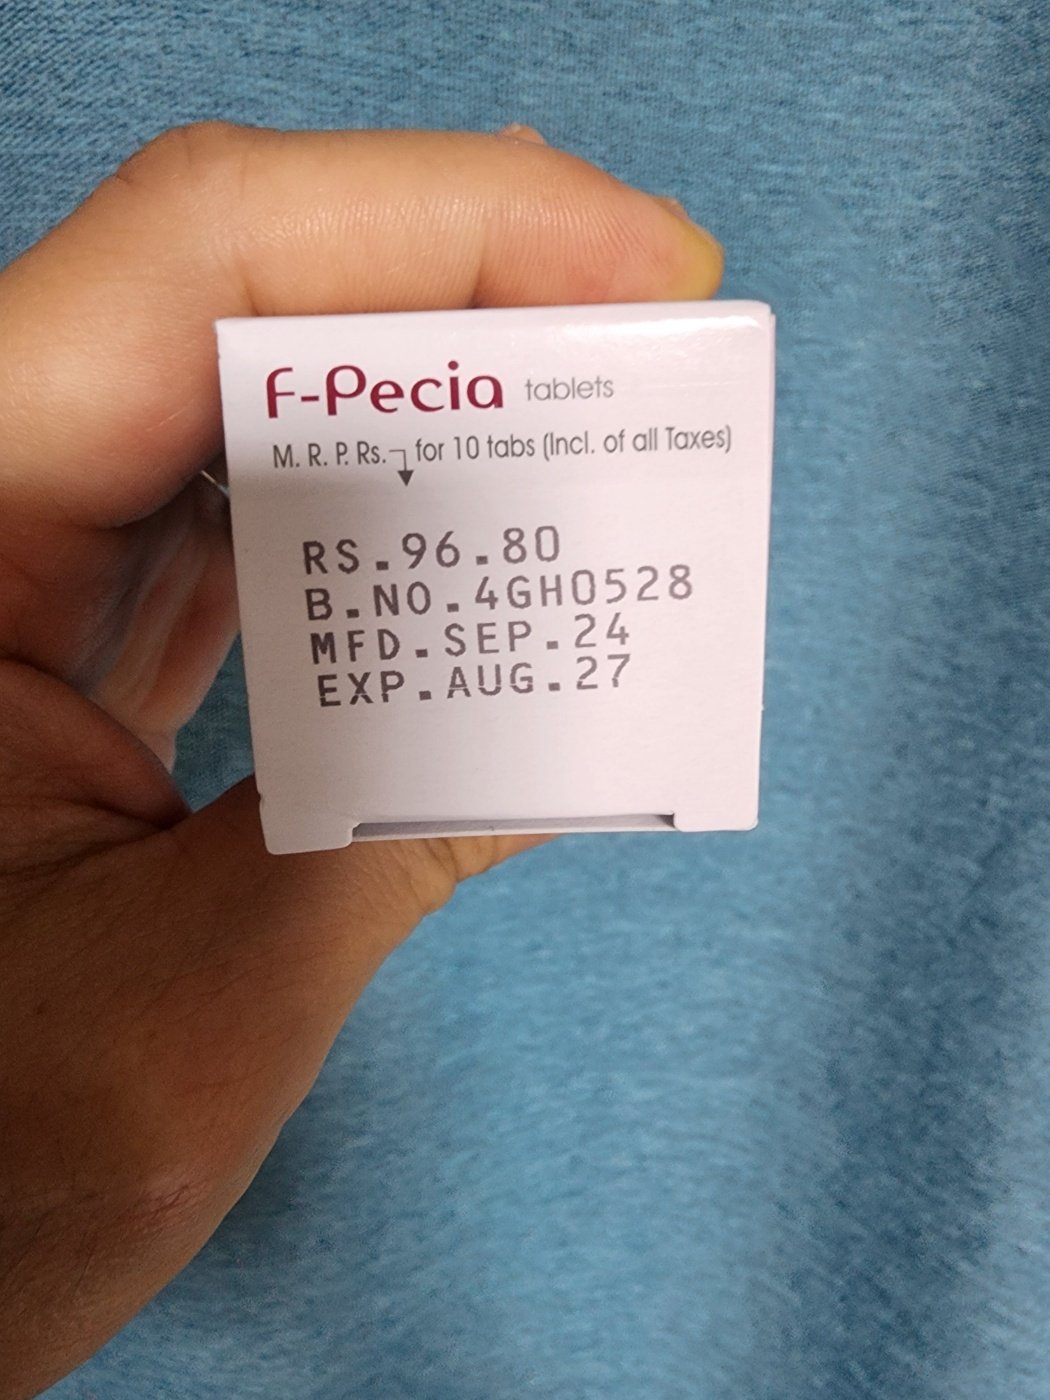 F-Pecia tablets
M. R. P. Rs. for 10 tabs (Incl. of all Taxes)
RS.96.80
B.NO.4GH0528
MFD.SEP.24
EXP.AUG.27